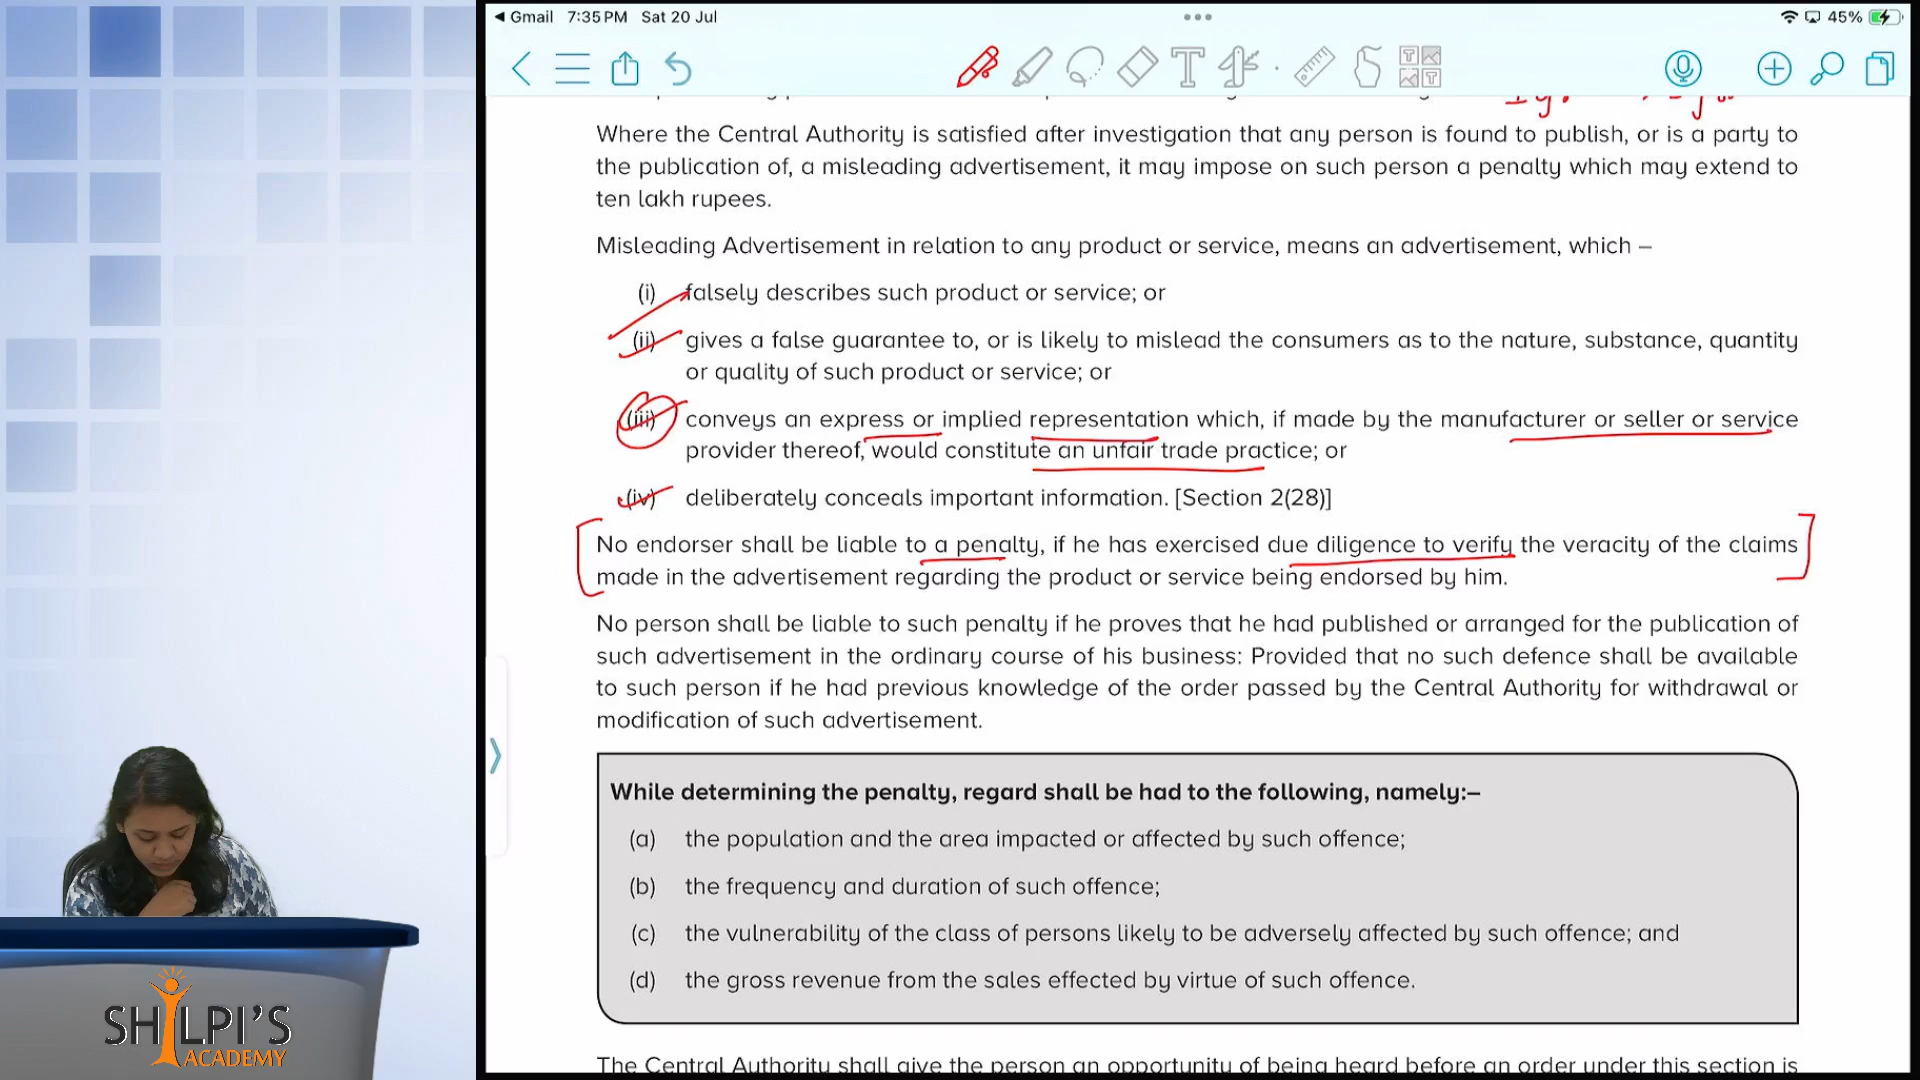 Gmail 7:35 PM Sat 20 Jul
45%
Where the Central Authority is satisfied after investigation that any person is found to publish, or is a party to
the publication of, a misleading advertisement, it may impose on such person a penalty which may extend to
ten lakh rupees.
Misleading Advertisement in relation to any product or service, means an advertisement, which –
(i) falsely describes such product or service; or
(ii) gives a false guarantee to, or is likely to mislead the consumers as to the nature, substance, quantity
or quality of such product or service; or
(iii) conveys an express or implied representation which, if made by the manufacturer or seller or service
provider thereof, would constitute an unfair trade practice; or
(iv) deliberately conceals important information. [Section 2(28)]
No endorser shall be liable to a penalty, if he has exercised due diligence to verify the veracity of the claims
made in the advertisement regarding the product or service being endorsed by him.
No person shall be liable to such penalty if he proves that he had published or arranged for the publication of
such advertisement in the ordinary course of his business: Provided that no such defence shall be available
to such person if he had previous knowledge of the order passed by the Central Authority for withdrawal or
modification of such advertisement.
While determining the penalty, regard shall be had to the following, namely:–
(a) the population and the area impacted or affected by such offence;
(b) the frequency and duration of such offence;
(c) the vulnerability of the class of persons likely to be adversely affected by such offence; and
(d) the gross revenue from the sales effected by virtue of such offence.
The Central Authority shall give the person an opportunity of being heard before an order under this section is
SHILPI'S
ACADEMY